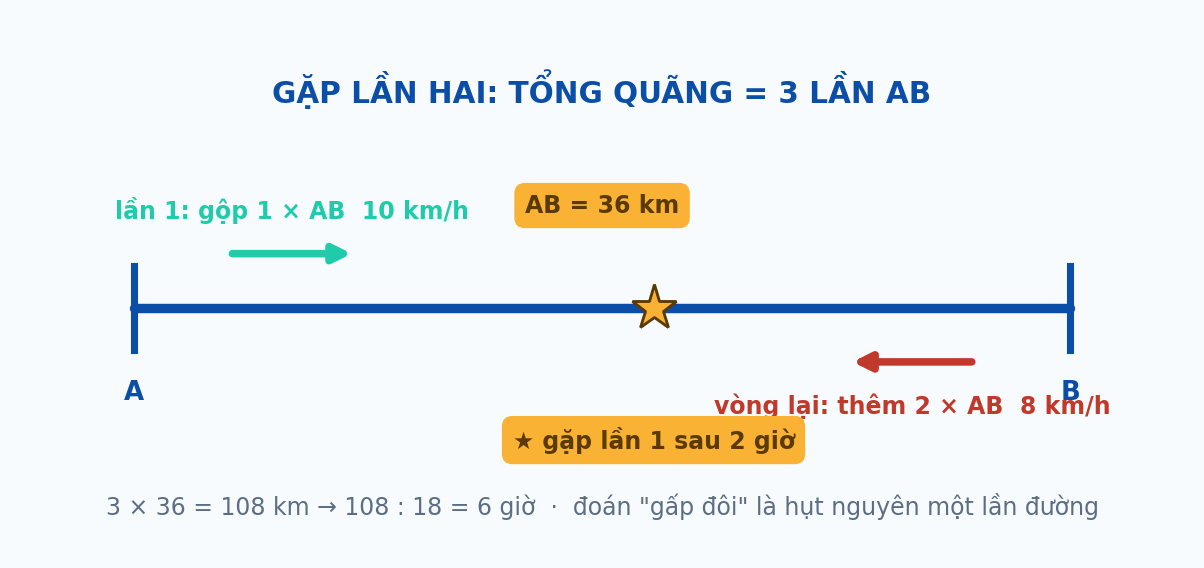 GẶP LẦN HAI: TỔNG QUÃNG = 3 LẦN AB
lần 1: gộp 1 × AB  10 km/h
AB = 36 km
A
B
vòng lại: thêm 2 × AB  8 km/h
★ gặp lần 1 sau 2 giờ
3 × 36 = 108 km → 108 : 18 = 6 giờ  ·  đoán "gấp đôi" là hụt nguyên một lần đường